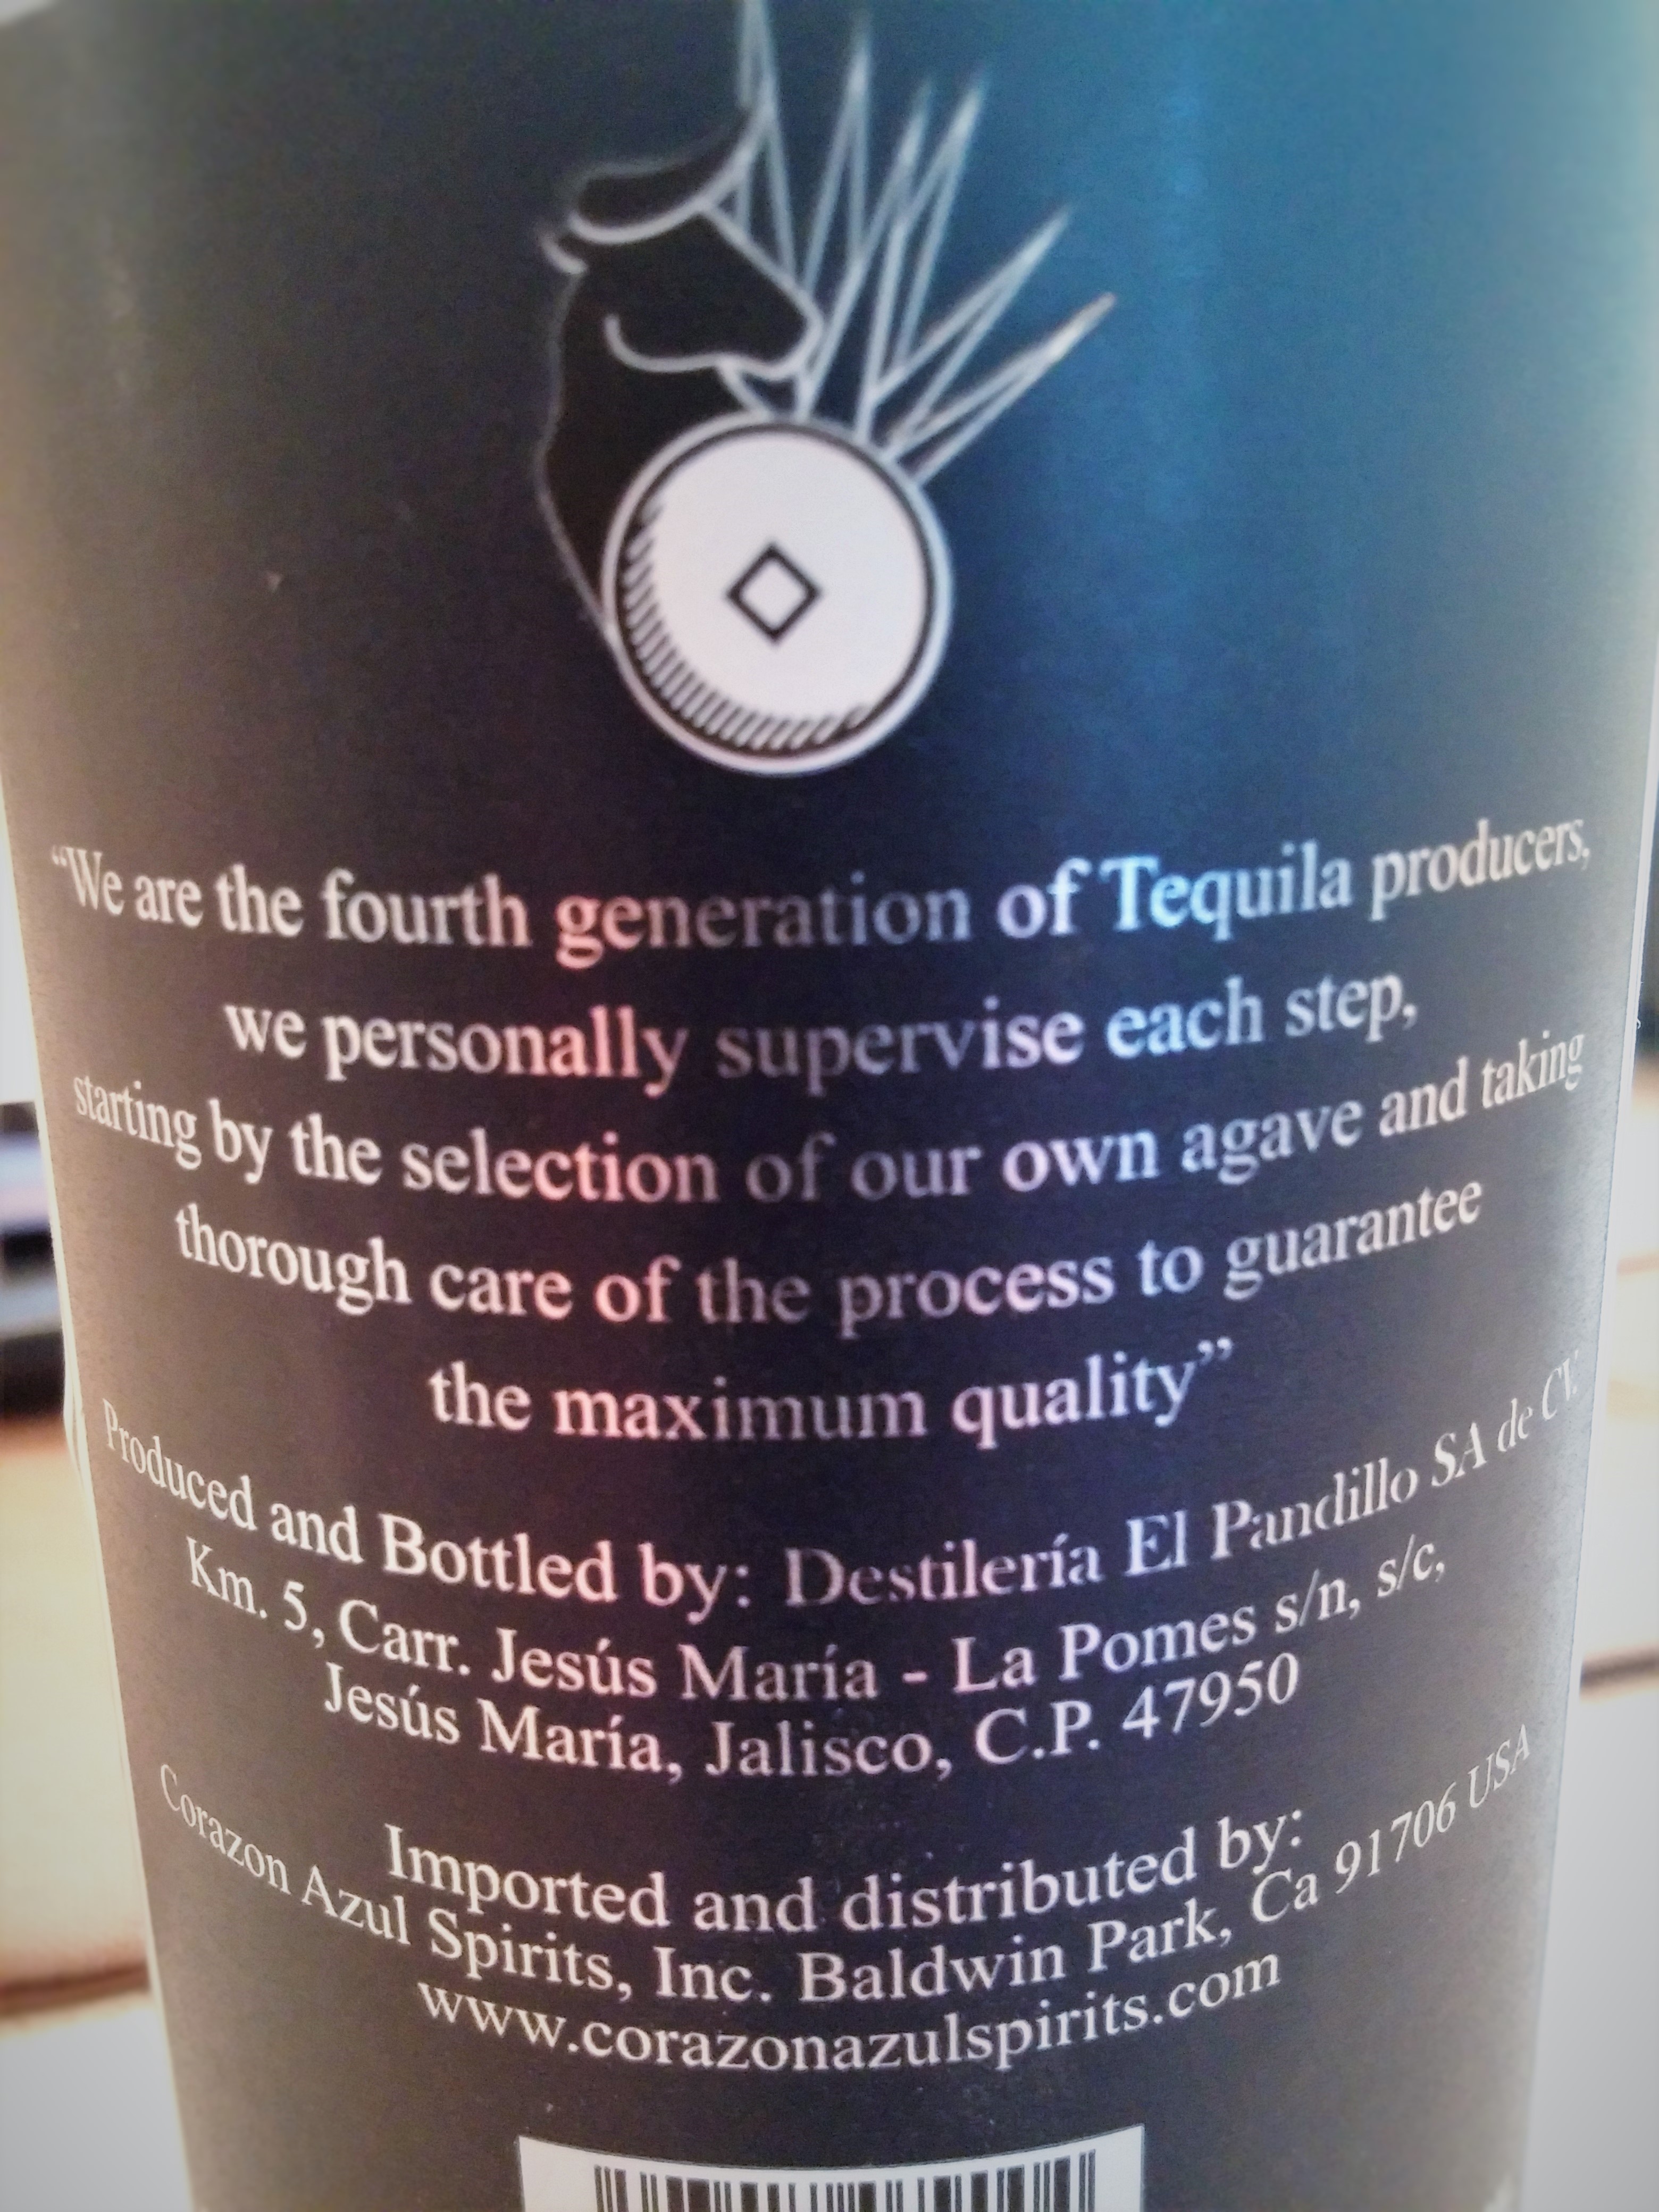 “We are the fourth generation of Tequila producers,
we personally supervise each step,
starting by the selection of our own agave and taking
thorough care of the process to guarantee
the maximum quality”
Produced and Bottled by: Destilería El Pandillo SA de CV.
Km. 5, Carr. Jesús María - La Pomes s/n, s/c,
Jesús María, Jalisco, C.P. 47950
Imported and distributed by:
Corazon Azul Spirits, Inc. Baldwin Park, Ca 91706 USA
www.corazonazulspirits.com